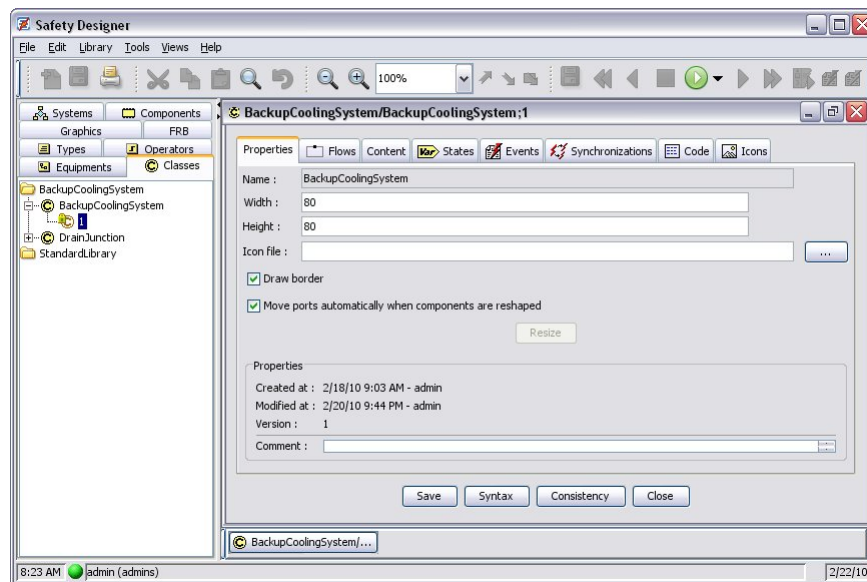 Safety Designer
File Edit Library Tools Views Help
100%
Systems Components
Graphics FRB
Types Operators
Equipments Classes
BackupCoolingSystem
BackupCoolingSystem
1
DrainJunction
StandardLibrary
BackupCoolingSystem/BackupCoolingSystem;1
Properties Flows Content Var States Events Synchronizations Code Icons
Name : BackupCoolingSystem
Width : 80
Height : 80
Icon file : ...
Draw border
Move ports automatically when components are reshaped
Resize
Properties
Created at : 2/18/10 9:03 AM - admin
Modified at : 2/20/10 9:44 PM - admin
Version : 1
Comment :
Save Syntax Consistency Close
BackupCoolingSystem/...
8:23 AM admin (admins) 2/22/10